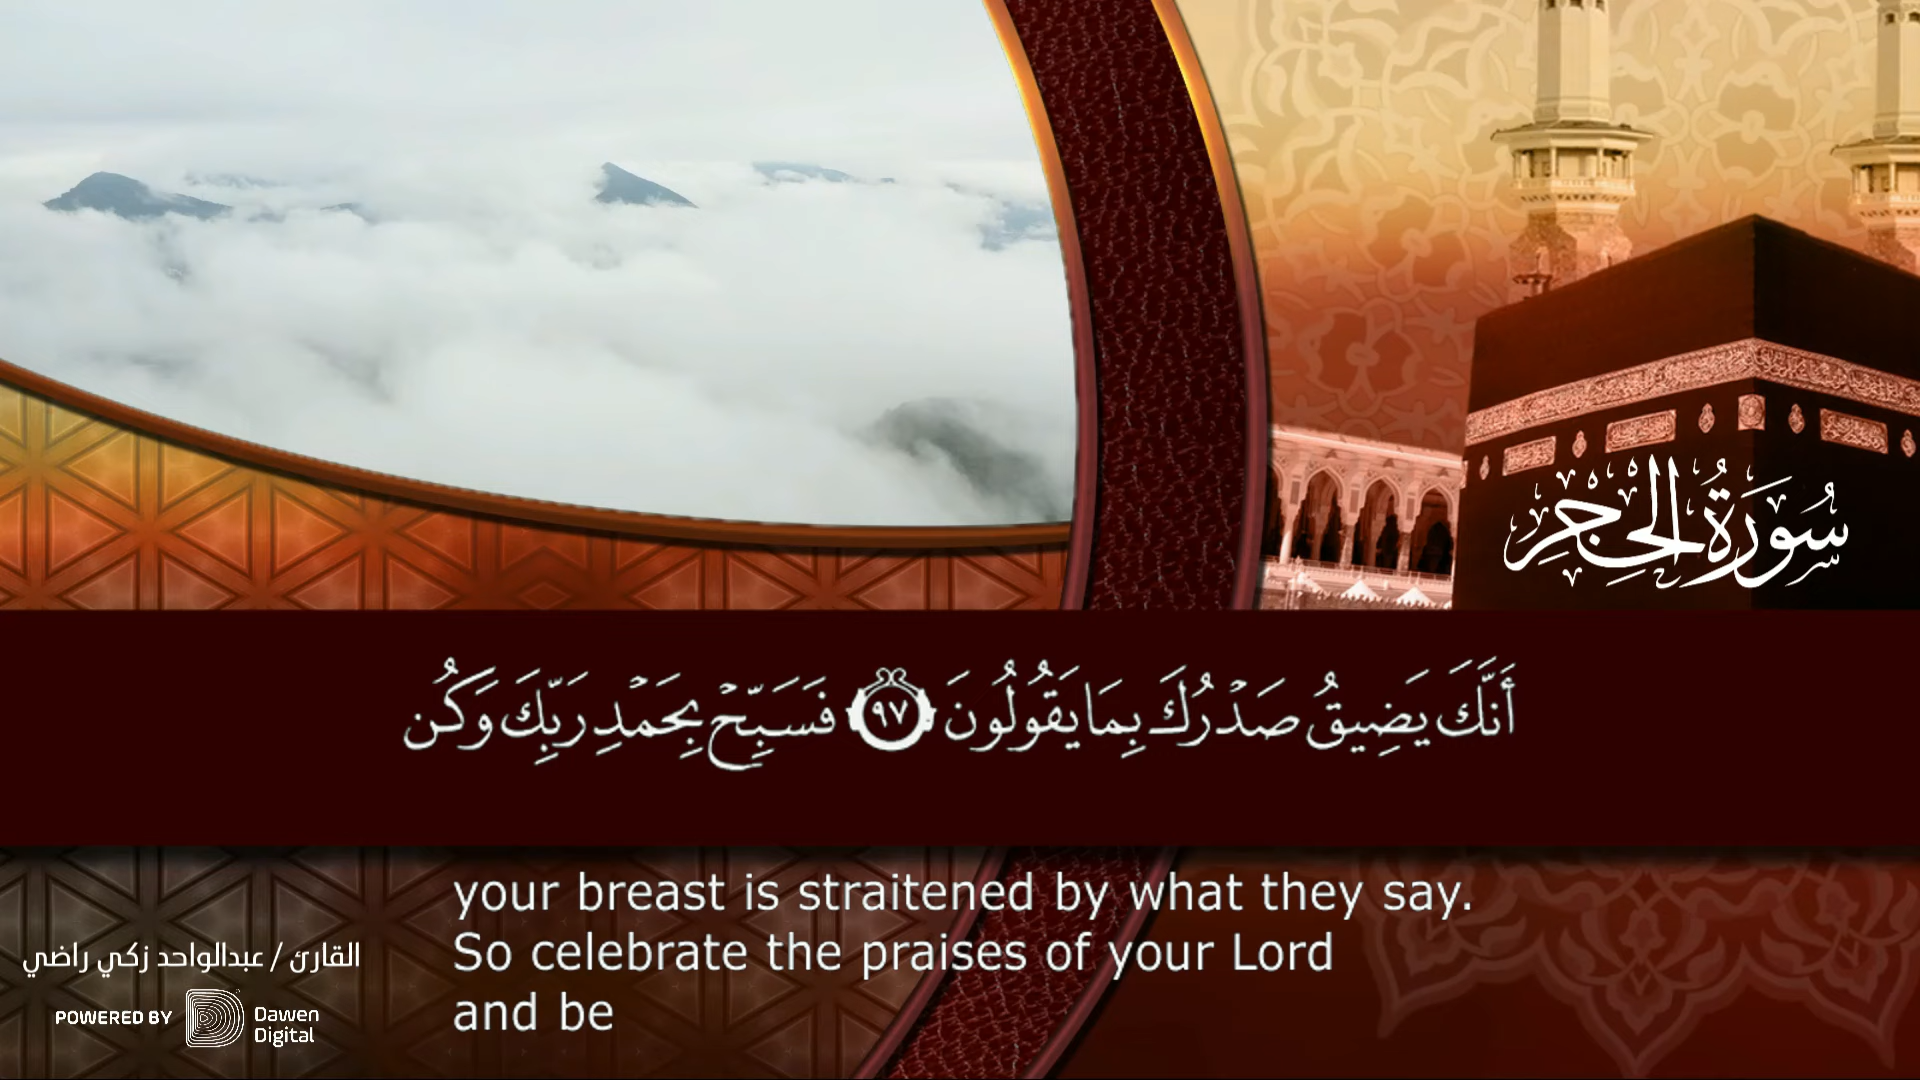 سُورَةُ الحِجرِ
أَنَّكَ يَضِيقُ صَدْرُكَ بِمَا يَقُولُونَ ٩٧ فَسَبِّحْ بِحَمْدِ رَبِّكَ وَكُن
your breast is straitened by what they say.
So celebrate the praises of your Lord
and be
القارئ / عبدالواحد زكي راضي
POWERED BY Dawen Digital